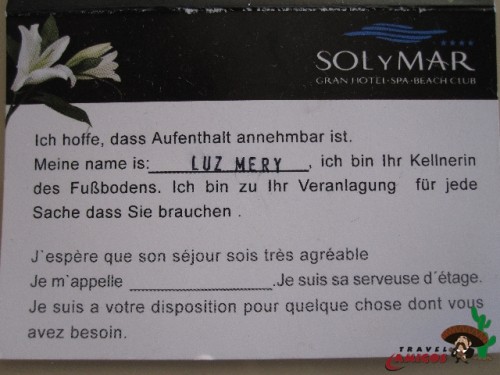 SOLYMAR
GRAN HOTEL·SPA·BEACH CLUB
Ich hoffe, dass Aufenthalt annehmbar ist.
Meine name is: LUZ MERY, ich bin Ihr Kellnerin
des Fußbodens. Ich bin zu Ihr Veranlagung für jede
Sache dass Sie brauchen .
J`espère que son séjour sois très agréable
Je m`appelle ____________________.Je suis sa serveuse d´étage.
Je suis a votre disposition pour quelque chose dont vous
avez besoin.
TRAVEL
AMIGOS